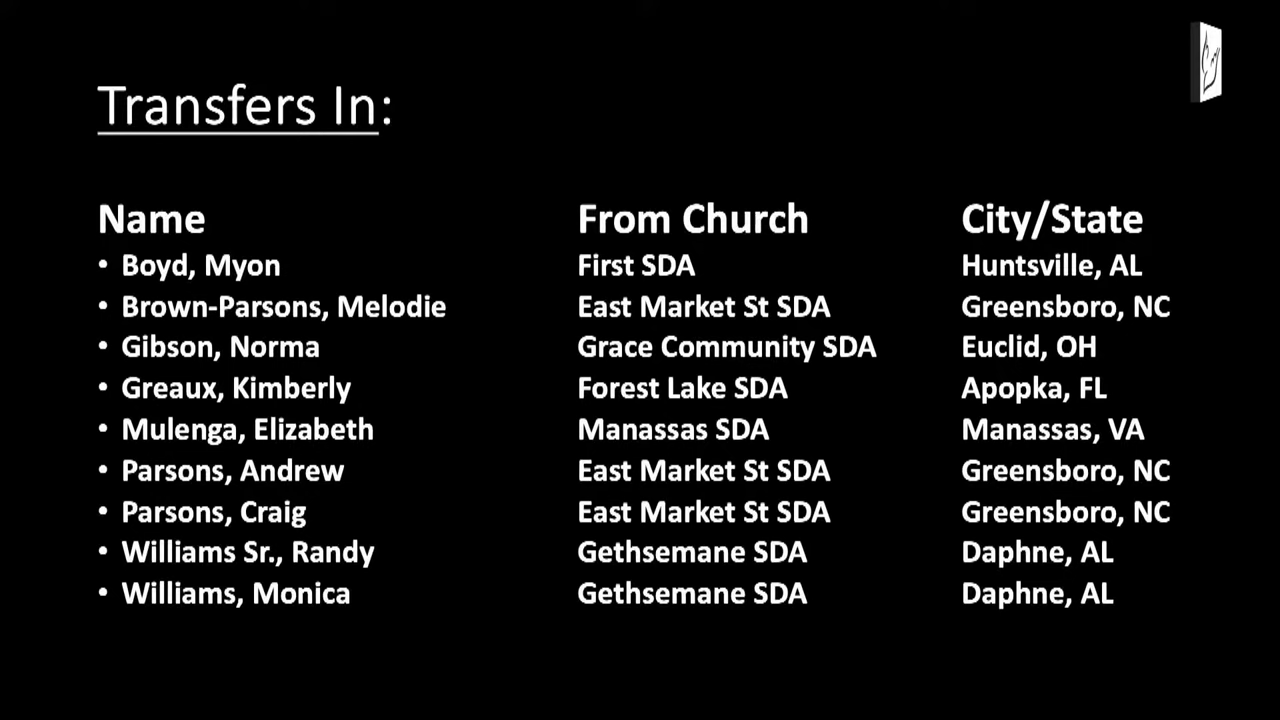 Transfers In:
Name From Church City/State
• Boyd, Myon First SDA Huntsville, AL
• Brown-Parsons, Melodie East Market St SDA Greensboro, NC
• Gibson, Norma Grace Community SDA Euclid, OH
• Greaux, Kimberly Forest Lake SDA Apopka, FL
• Mulenga, Elizabeth Manassas SDA Manassas, VA
• Parsons, Andrew East Market St SDA Greensboro, NC
• Parsons, Craig East Market St SDA Greensboro, NC
• Williams Sr., Randy Gethsemane SDA Daphne, AL
• Williams, Monica Gethsemane SDA Daphne, AL